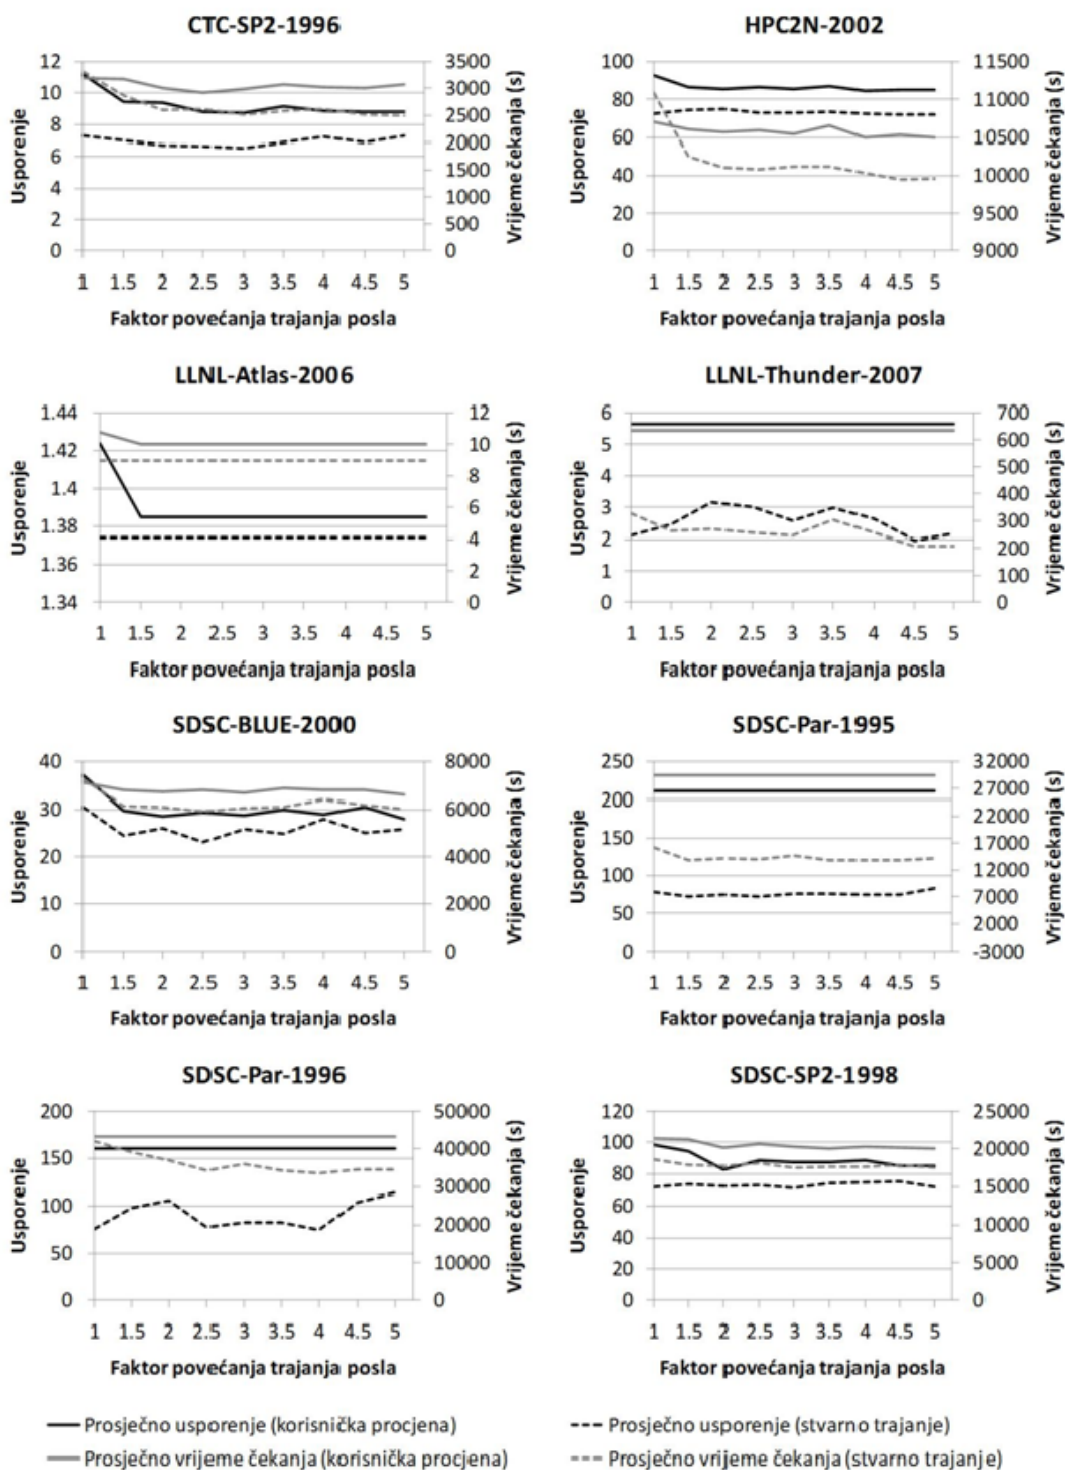 CTC-SP2-1996
Usporenje
12
10
8
6
4
2
0
3500
3000
2500
2000
1500
1000
500
0
Vrijeme čekanja (s)
1 1.5 2 2.5 3 3.5 4 4.5 5
Faktor povećanja trajanja posla
HPC2N-2002
Usporenje
100
80
60
40
20
0
11500
11000
10500
10000
9500
9000
Vrijeme čekanja (s)
1 1.5 2 2.5 3 3.5 4 4.5 5
Faktor povećanja trajanja posla
LLNL-Atlas-2006
Usporenje
1.44
1.42
1.4
1.38
1.36
1.34
12
10
8
6
4
2
0
Vrijeme čekanja (s)
1 1.5 2 2.5 3 3.5 4 4.5 5
Faktor povećanja trajanja posla
LLNL-Thunder-2007
Usporenje
6
5
4
3
2
1
0
700
600
500
400
300
200
100
0
Vrijeme čekanja (s)
1 1.5 2 2.5 3 3.5 4 4.5 5
Faktor povećanja trajanja posla
SDSC-BLUE-2000
Usporenje
40
30
20
10
0
8000
6000
4000
2000
0
Vrijeme čekanja (s)
1 1.5 2 2.5 3 3.5 4 4.5 5
Faktor povećanja trajanja posla
SDSC-Par-1995
Usporenje
250
200
150
100
50
0
32000
27000
22000
17000
12000
7000
2000
-3000
Vrijeme čekanja (s)
1 1.5 2 2.5 3 3.5 4 4.5 5
Faktor povećanja trajanja posla
SDSC-Par-1996
Usporenje
200
150
100
50
0
50000
40000
30000
20000
10000
0
Vrijeme čekanja (s)
1 1.5 2 2.5 3 3.5 4 4.5 5
Faktor povećanja trajanja posla
SDSC-SP2-1998
Usporenje
120
100
80
60
40
20
0
25000
20000
15000
10000
5000
0
Vrijeme čekanja (s)
1 1.5 2 2.5 3 3.5 4 4.5 5
Faktor povećanja trajanja posla
Prosječno usporenje (korisnička procjena)
Prosječno usporenje (stvarno trajanje)
Prosječno vrijeme čekanja (korisnička procjena)
Prosječno vrijeme čekanja (stvarno trajanje)